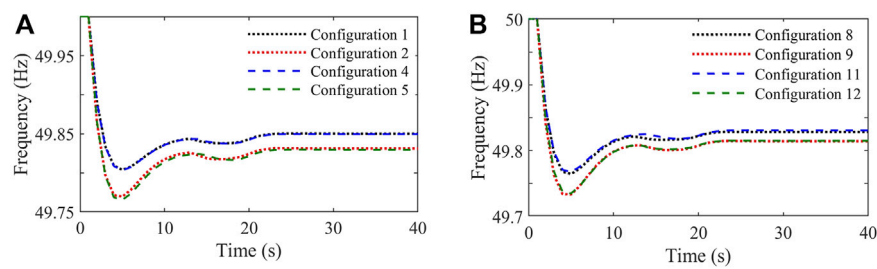 A
Frequency (Hz)
49.95
49.85
49.75
Configuration 1
Configuration 2
Configuration 4
Configuration 5
0
10
20
30
40
Time (s)
B
Frequency (Hz)
50
49.9
49.8
49.7
Configuration 8
Configuration 9
Configuration 11
Configuration 12
0
10
20
30
40
Time (s)